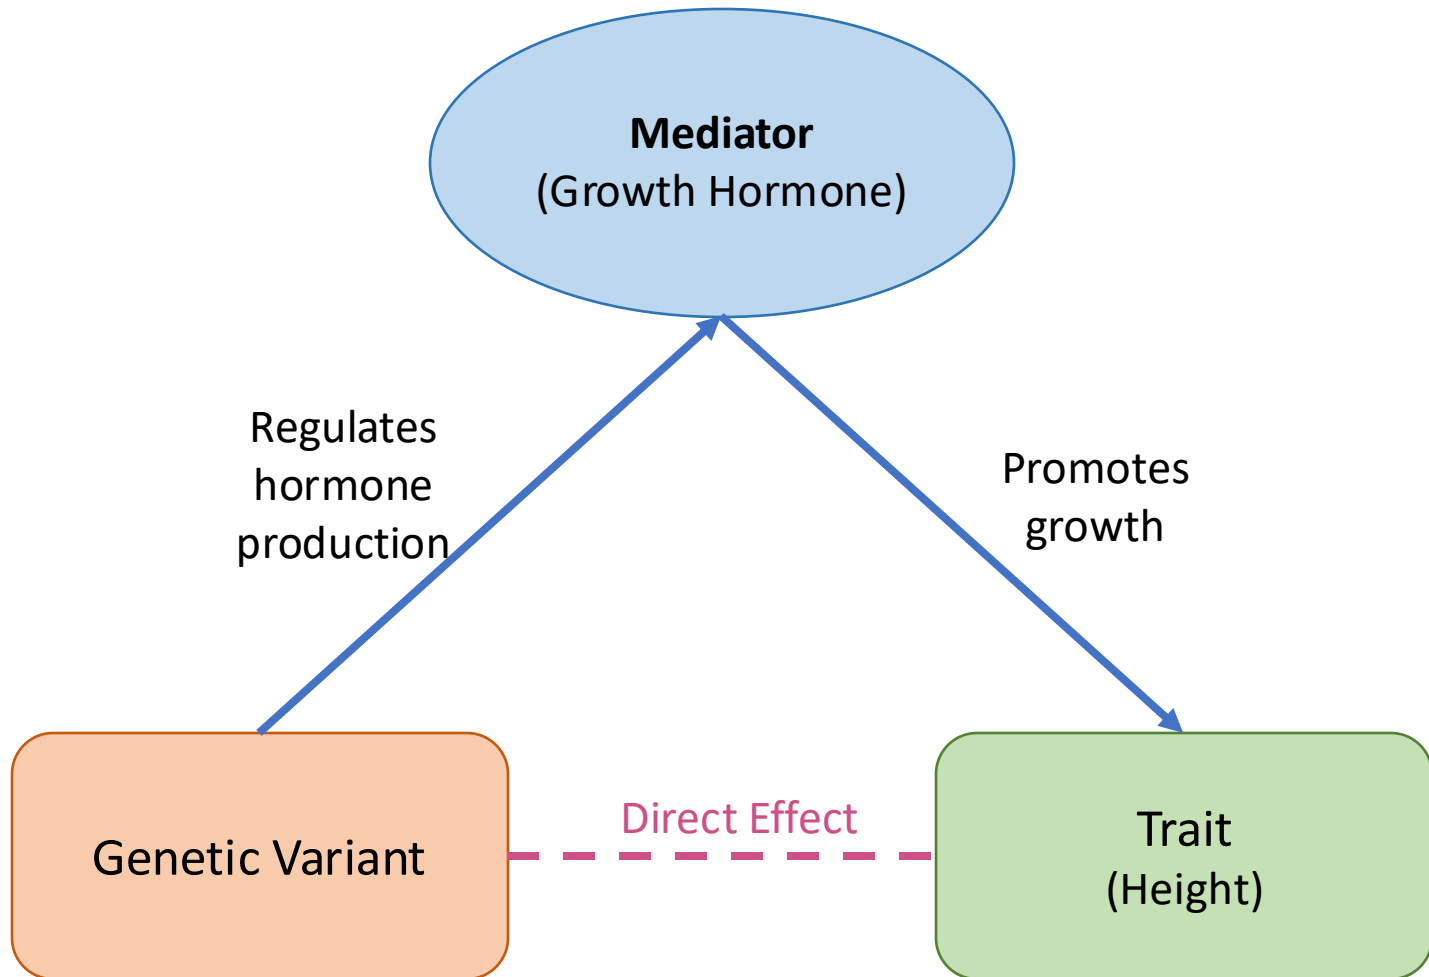 Mediator
(Growth Hormone)
Regulates
hormone
production
Promotes
growth
Direct Effect
Genetic Variant
Trait
(Height)